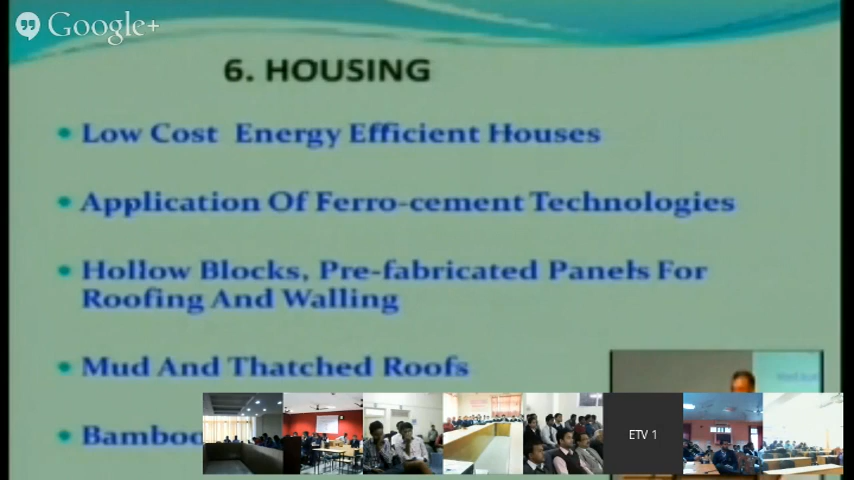 Google+
6. HOUSING
• Low Cost Energy Efficient Houses
• Application Of Ferro-cement Technologies
• Hollow Blocks, Pre-fabricated Panels For
Roofing And Walling
• Mud And Thatched Roofs
• Bamboo
ETV 1